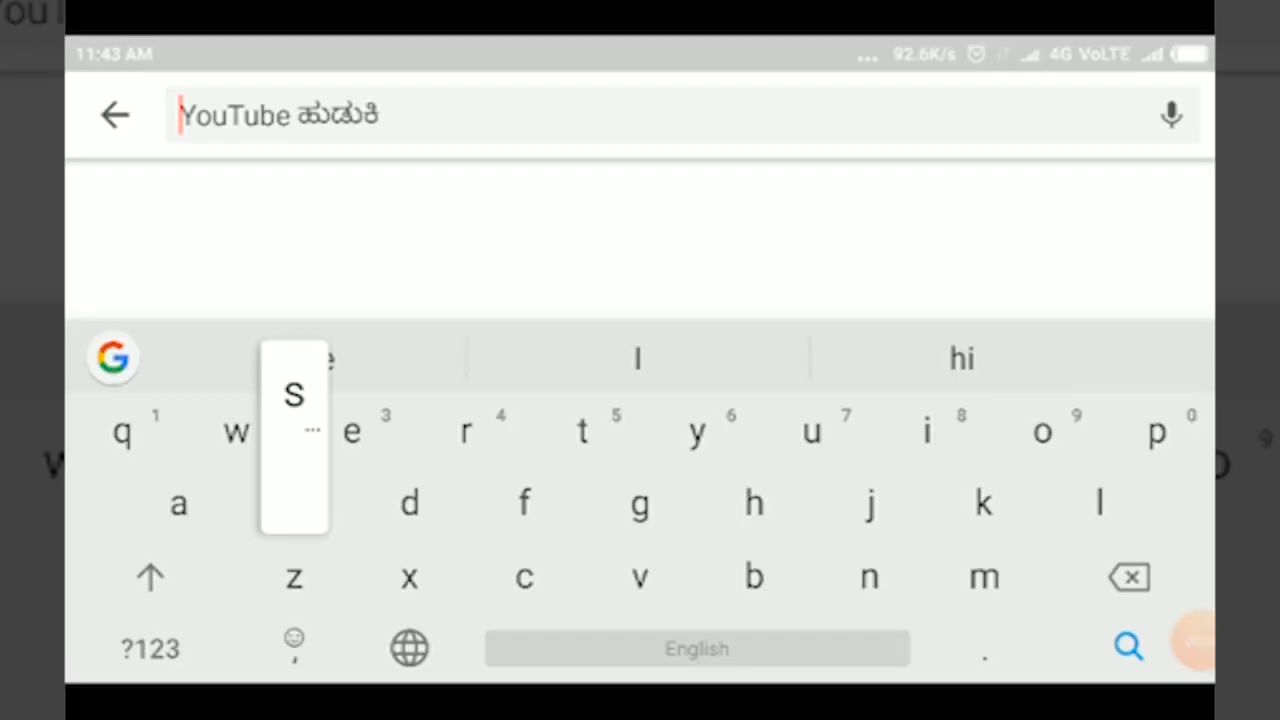 11:43 AM ... 92.6K/s 4G VoLTE
YouTube ಹುಡುಕಿ
I hi
q 1 w e 3 r 4 t 5 y 6 u 7 i 8 o 9 p 0
a S ... d f g h j k l
z x c v b n m
?123 , English .